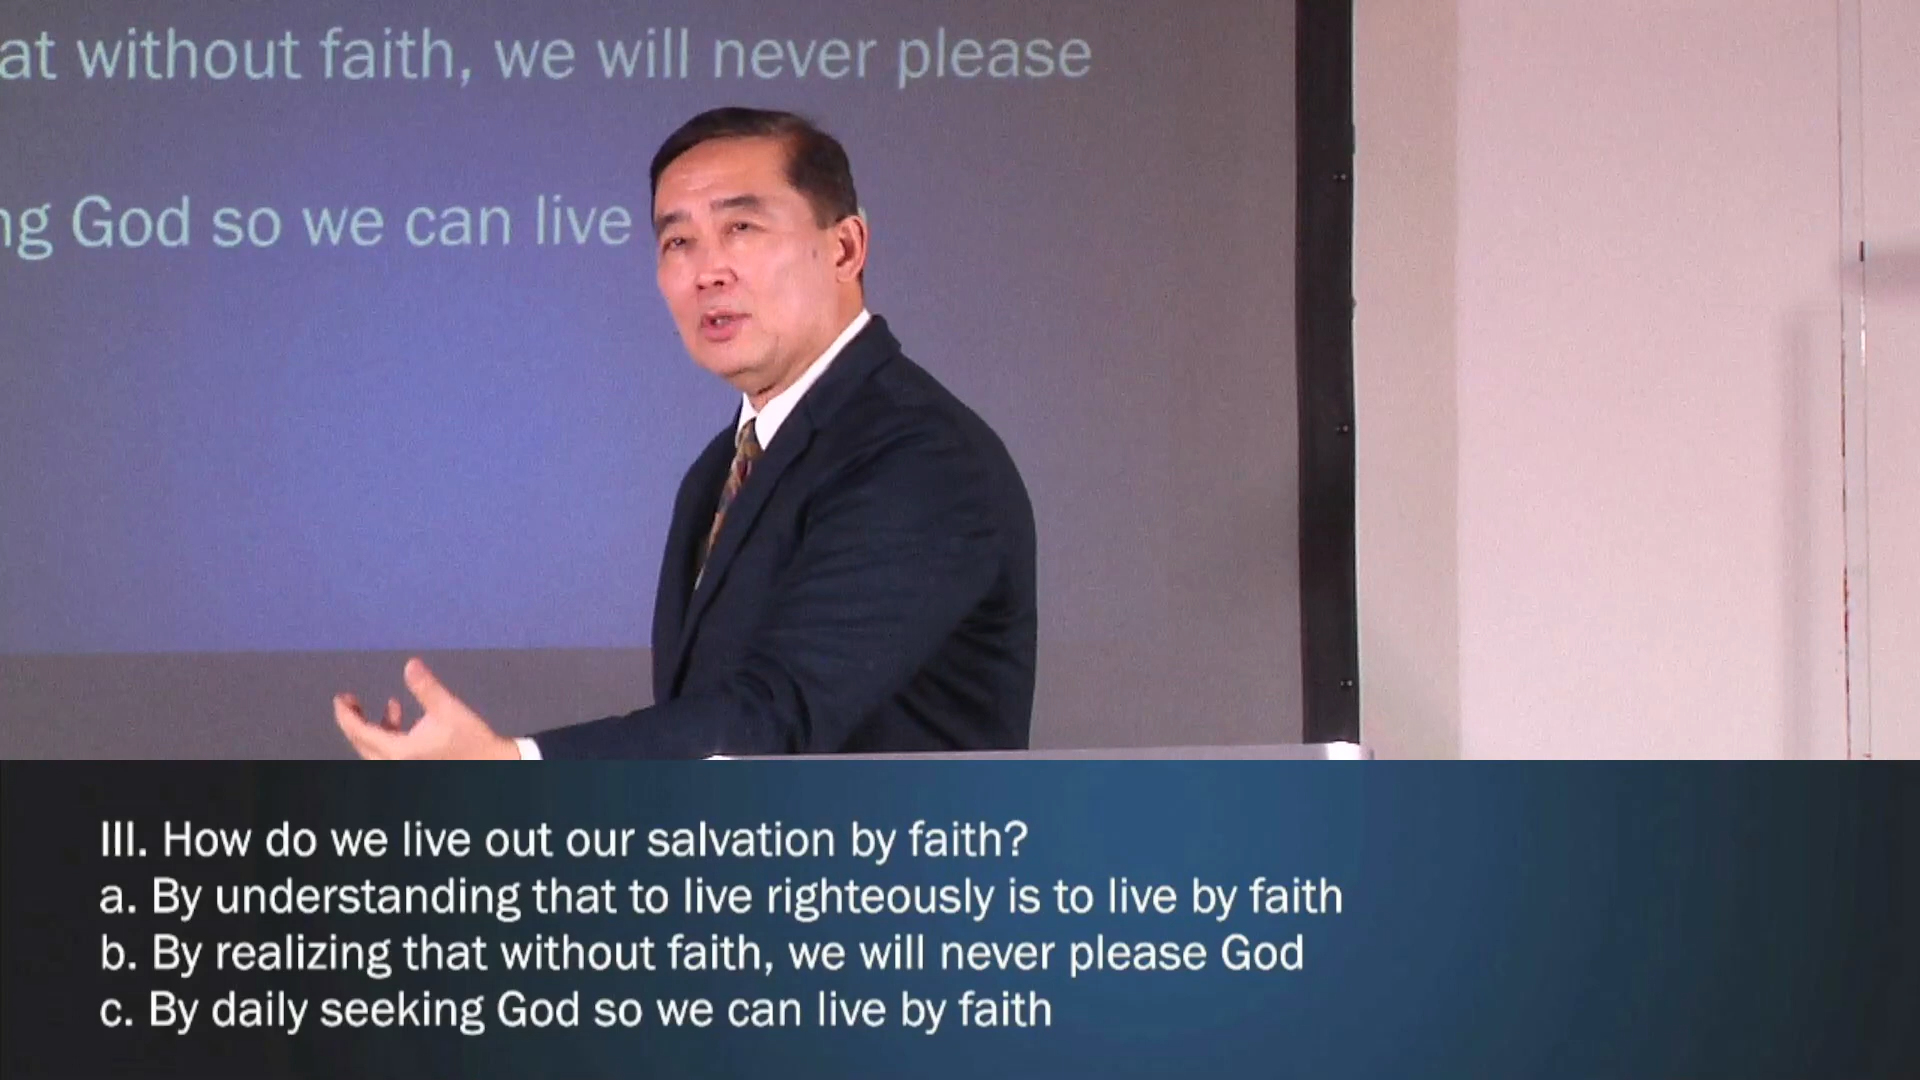 at without faith, we will never please
ng God so we can live
III. How do we live out our salvation by faith?
a. By understanding that to live righteously is to live by faith
b. By realizing that without faith, we will never please God
c. By daily seeking God so we can live by faith